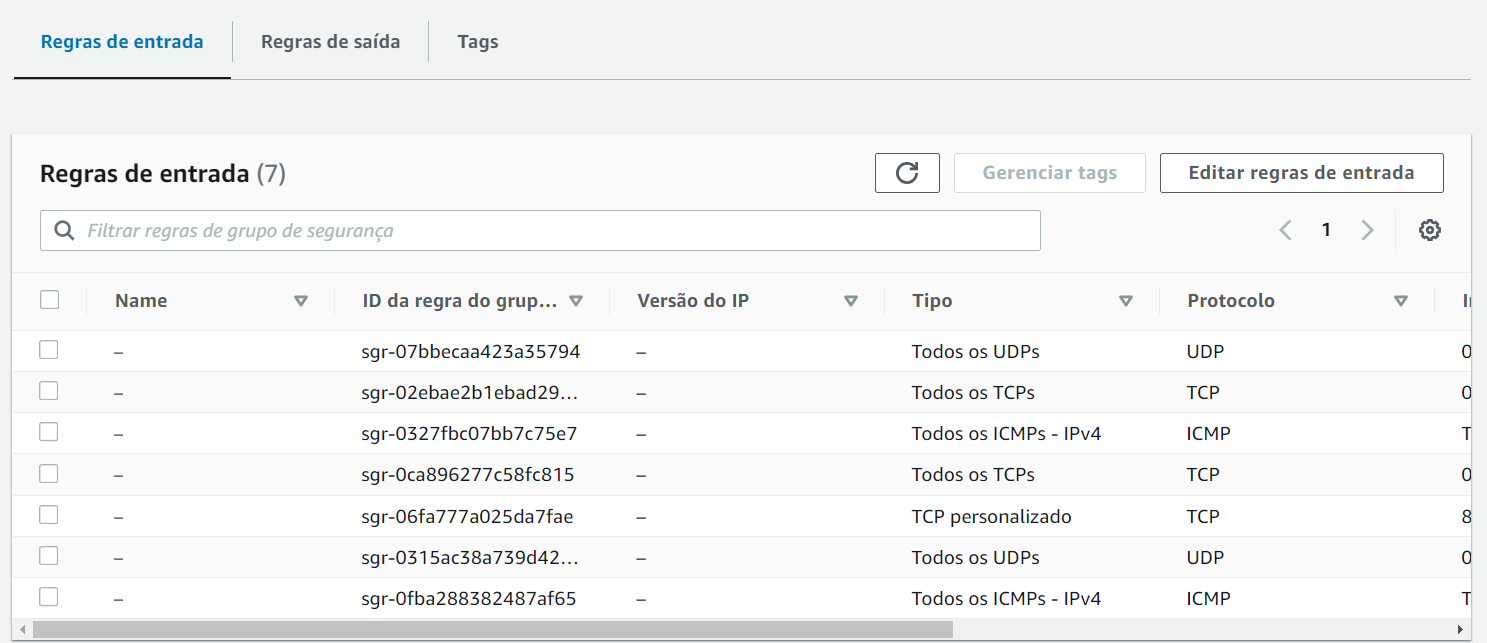 Regras de entrada Regras de saída Tags
Regras de entrada (7) Gerenciar tags Editar regras de entrada
Filtrar regras de grupo de segurança 1
Name ID da regra do grup... Versão do IP Tipo Protocolo
– sgr-07bbecaa423a35794 – Todos os UDPs UDP 0
– sgr-02ebae2b1ebad29... – Todos os TCPs TCP 0
– sgr-0327fbc07bb7c75e7 – Todos os ICMPs - IPv4 ICMP T
– sgr-0ca896277c58fc815 – Todos os TCPs TCP 0
– sgr-06fa777a025da7fae – TCP personalizado TCP 8
– sgr-0315ac38a739d42... – Todos os UDPs UDP 0
– sgr-0fba288382487af65 – Todos os ICMPs - IPv4 ICMP T